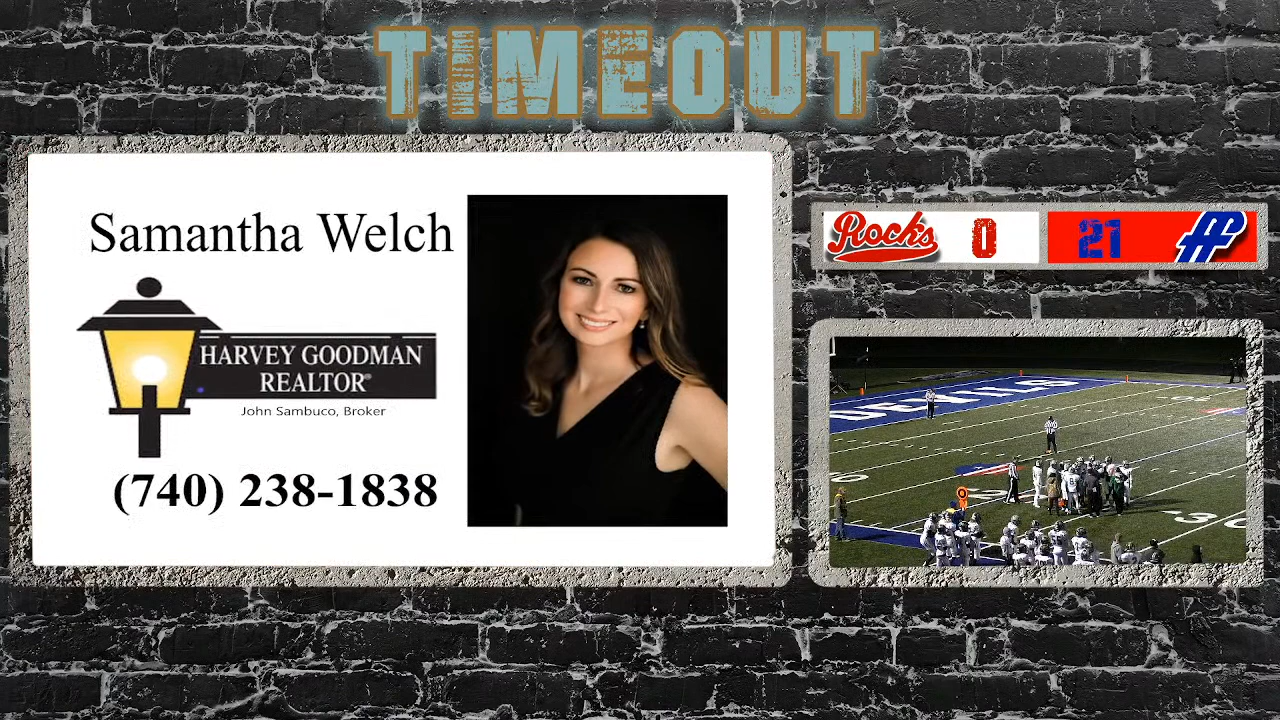 TIMEOUT
Samantha Welch
HARVEY GOODMAN
REALTOR®
John Sambuco, Broker
(740) 238-1838
Rocks 0 21